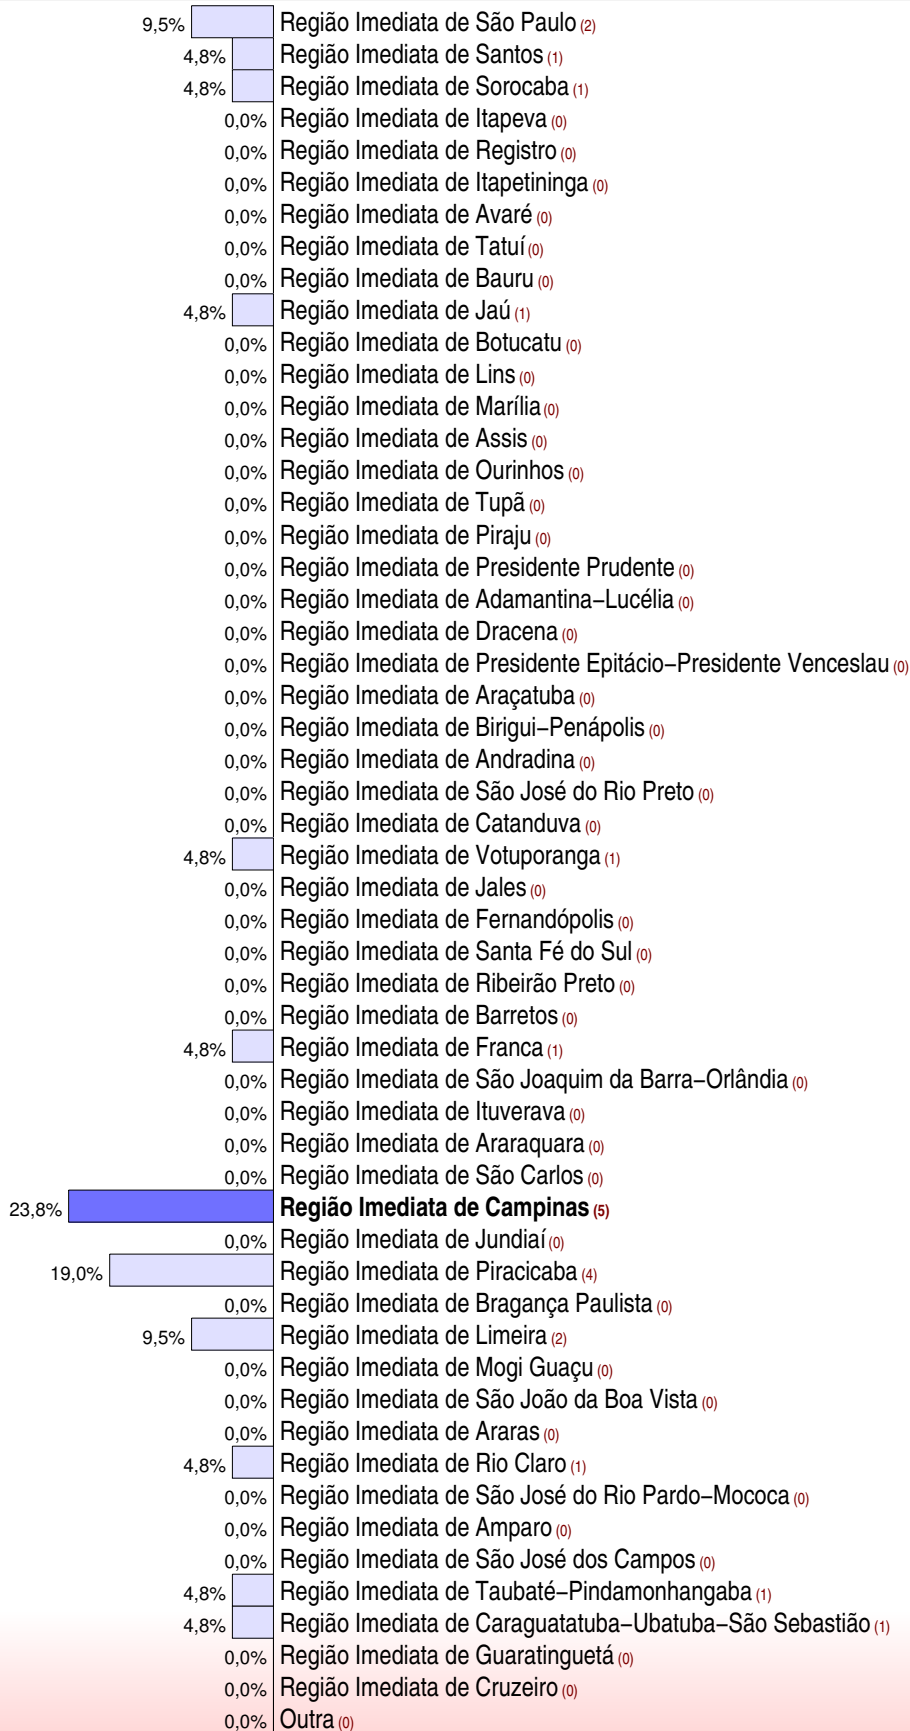 9,5% Região Imediata de São Paulo (2)
4,8% Região Imediata de Santos (1)
4,8% Região Imediata de Sorocaba (1)
0,0% Região Imediata de Itapeva (0)
0,0% Região Imediata de Registro (0)
0,0% Região Imediata de Itapetininga (0)
0,0% Região Imediata de Avaré (0)
0,0% Região Imediata de Tatuí (0)
0,0% Região Imediata de Bauru (0)
4,8% Região Imediata de Jaú (1)
0,0% Região Imediata de Botucatu (0)
0,0% Região Imediata de Lins (0)
0,0% Região Imediata de Marília (0)
0,0% Região Imediata de Assis (0)
0,0% Região Imediata de Ourinhos (0)
0,0% Região Imediata de Tupã (0)
0,0% Região Imediata de Piraju (0)
0,0% Região Imediata de Presidente Prudente (0)
0,0% Região Imediata de Adamantina−Lucélia (0)
0,0% Região Imediata de Dracena (0)
0,0% Região Imediata de Presidente Epitácio−Presidente Venceslau (0)
0,0% Região Imediata de Araçatuba (0)
0,0% Região Imediata de Birigui−Penápolis (0)
0,0% Região Imediata de Andradina (0)
0,0% Região Imediata de São José do Rio Preto (0)
0,0% Região Imediata de Catanduva (0)
4,8% Região Imediata de Votuporanga (1)
0,0% Região Imediata de Jales (0)
0,0% Região Imediata de Fernandópolis (0)
0,0% Região Imediata de Santa Fé do Sul (0)
0,0% Região Imediata de Ribeirão Preto (0)
0,0% Região Imediata de Barretos (0)
4,8% Região Imediata de Franca (1)
0,0% Região Imediata de São Joaquim da Barra−Orlândia (0)
0,0% Região Imediata de Ituverava (0)
0,0% Região Imediata de Araraquara (0)
0,0% Região Imediata de São Carlos (0)
23,8% Região Imediata de Campinas (5)
0,0% Região Imediata de Jundiaí (0)
19,0% Região Imediata de Piracicaba (4)
0,0% Região Imediata de Bragança Paulista (0)
9,5% Região Imediata de Limeira (2)
0,0% Região Imediata de Mogi Guaçu (0)
0,0% Região Imediata de São João da Boa Vista (0)
0,0% Região Imediata de Araras (0)
4,8% Região Imediata de Rio Claro (1)
0,0% Região Imediata de São José do Rio Pardo−Mococa (0)
0,0% Região Imediata de Amparo (0)
0,0% Região Imediata de São José dos Campos (0)
4,8% Região Imediata de Taubaté−Pindamonhangaba (1)
4,8% Região Imediata de Caraguatatuba−Ubatuba−São Sebastião (1)
0,0% Região Imediata de Guaratinguetá (0)
0,0% Região Imediata de Cruzeiro (0)
0,0% Outra (0)